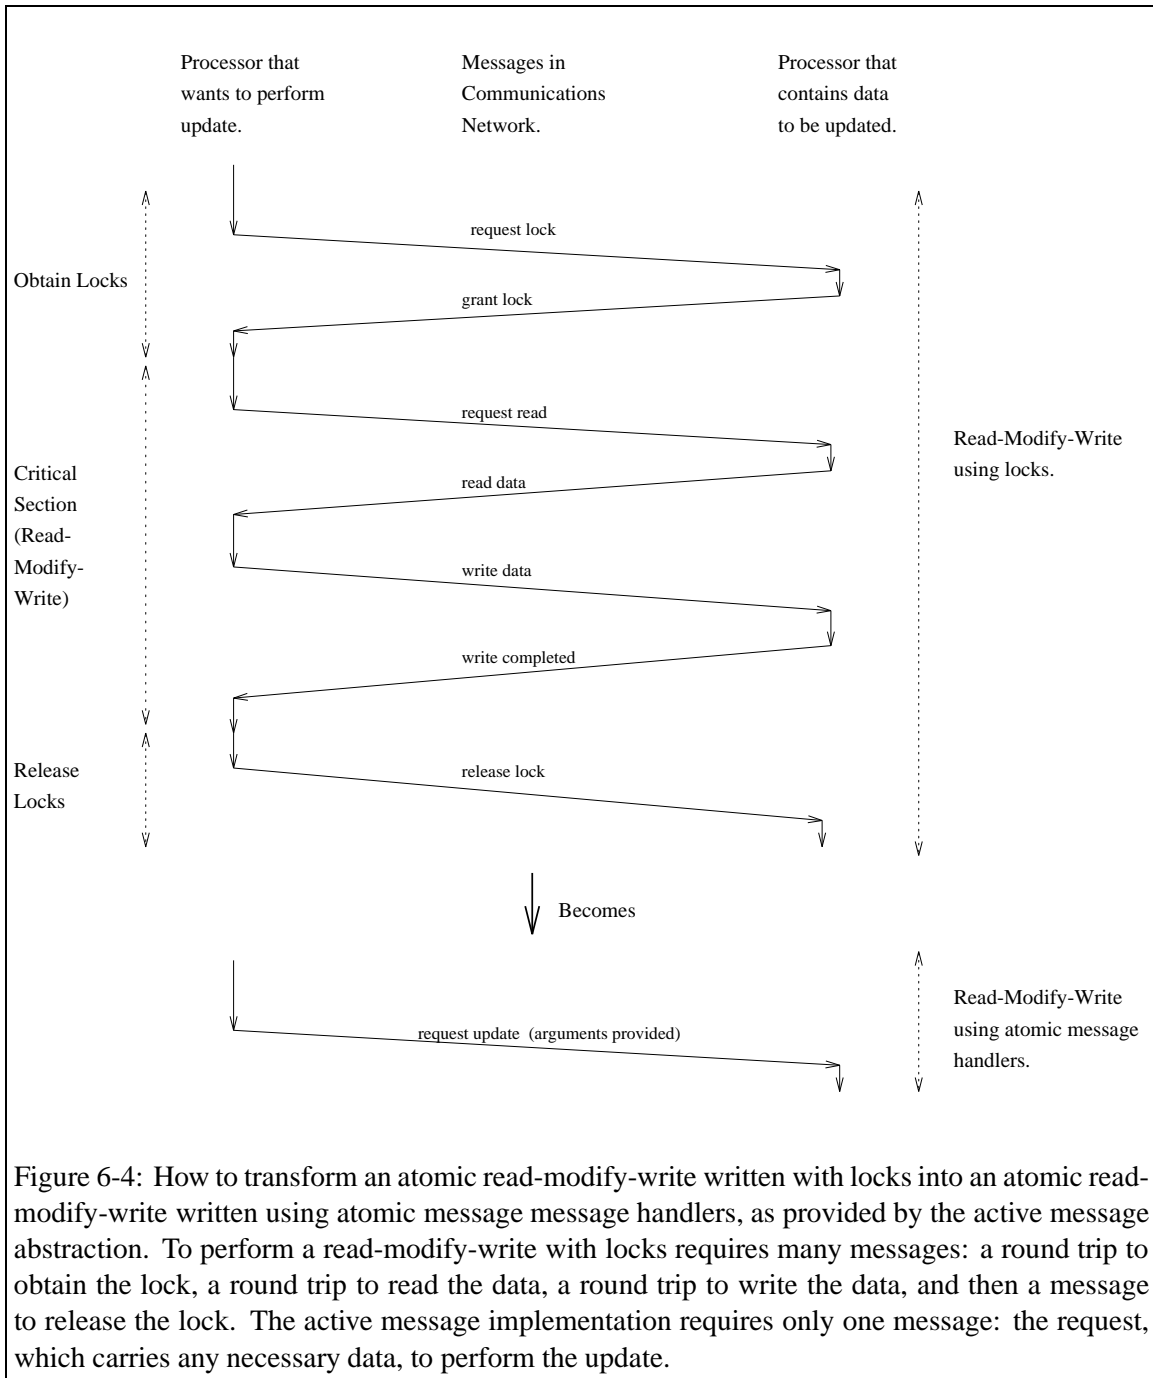 Processor that
wants to perform
update.
Messages in
Communications
Network.
Processor that
contains data
to be updated.
request lock
Obtain Locks
grant lock
request read
Read-Modify-Write
using locks.
Critical
Section
(Read-
Modify-
Write)
read data
write data
write completed
Release
Locks
release lock
Becomes
request update  (arguments provided)
Read-Modify-Write
using atomic message
handlers.
Figure 6-4: How to transform an atomic read-modify-write written with locks into an atomic read-
modify-write written using atomic message message handlers, as provided by the active message
abstraction. To perform a read-modify-write with locks requires many messages: a round trip to
obtain the lock, a round trip to read the data, a round trip to write the data, and then a message
to release the lock. The active message implementation requires only one message: the request,
which carries any necessary data, to perform the update.